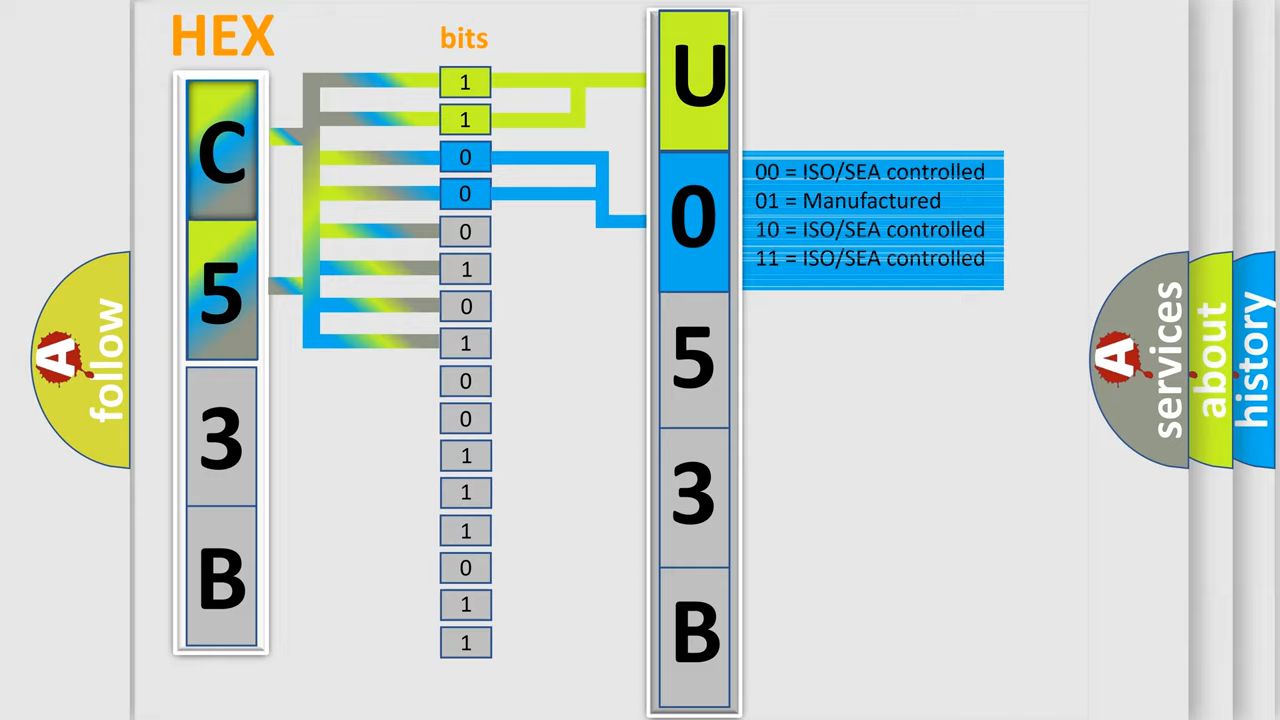 HEX
bits
C
5
3
B
1
1
0
0
0
1
0
1
0
0
1
1
1
0
1
1
U
0
5
3
B
00 = ISO/SEA controlled
01 = Manufactured
10 = ISO/SEA controlled
11 = ISO/SEA controlled
A
follow
A
services
about
history